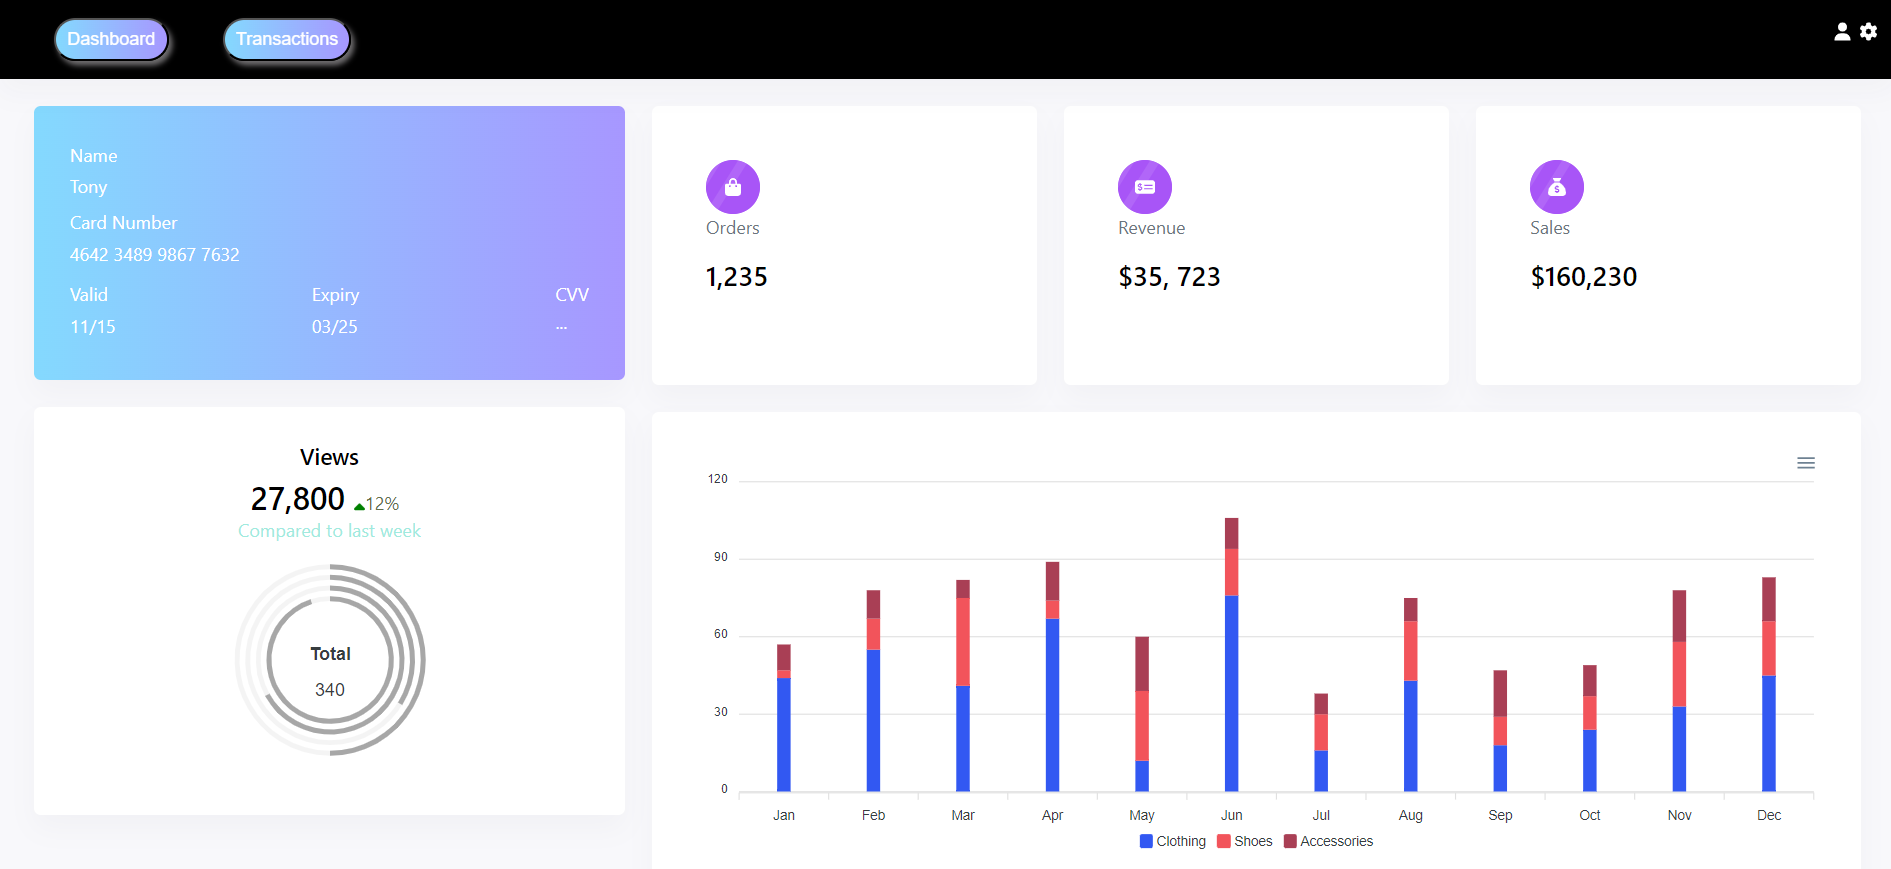 Dashboard Transactions
Name
Tony
Card Number
4642 3489 9867 7632
Valid Expiry CVV
11/15 03/25 ...
Orders
1,235
Revenue
$35, 723
Sales
$160,230
Views
27,800 12%
Compared to last week
Total
340
120
90
60
30
0
Jan Feb Mar Apr May Jun Jul Aug Sep Oct Nov Dec
Clothing Shoes Accessories